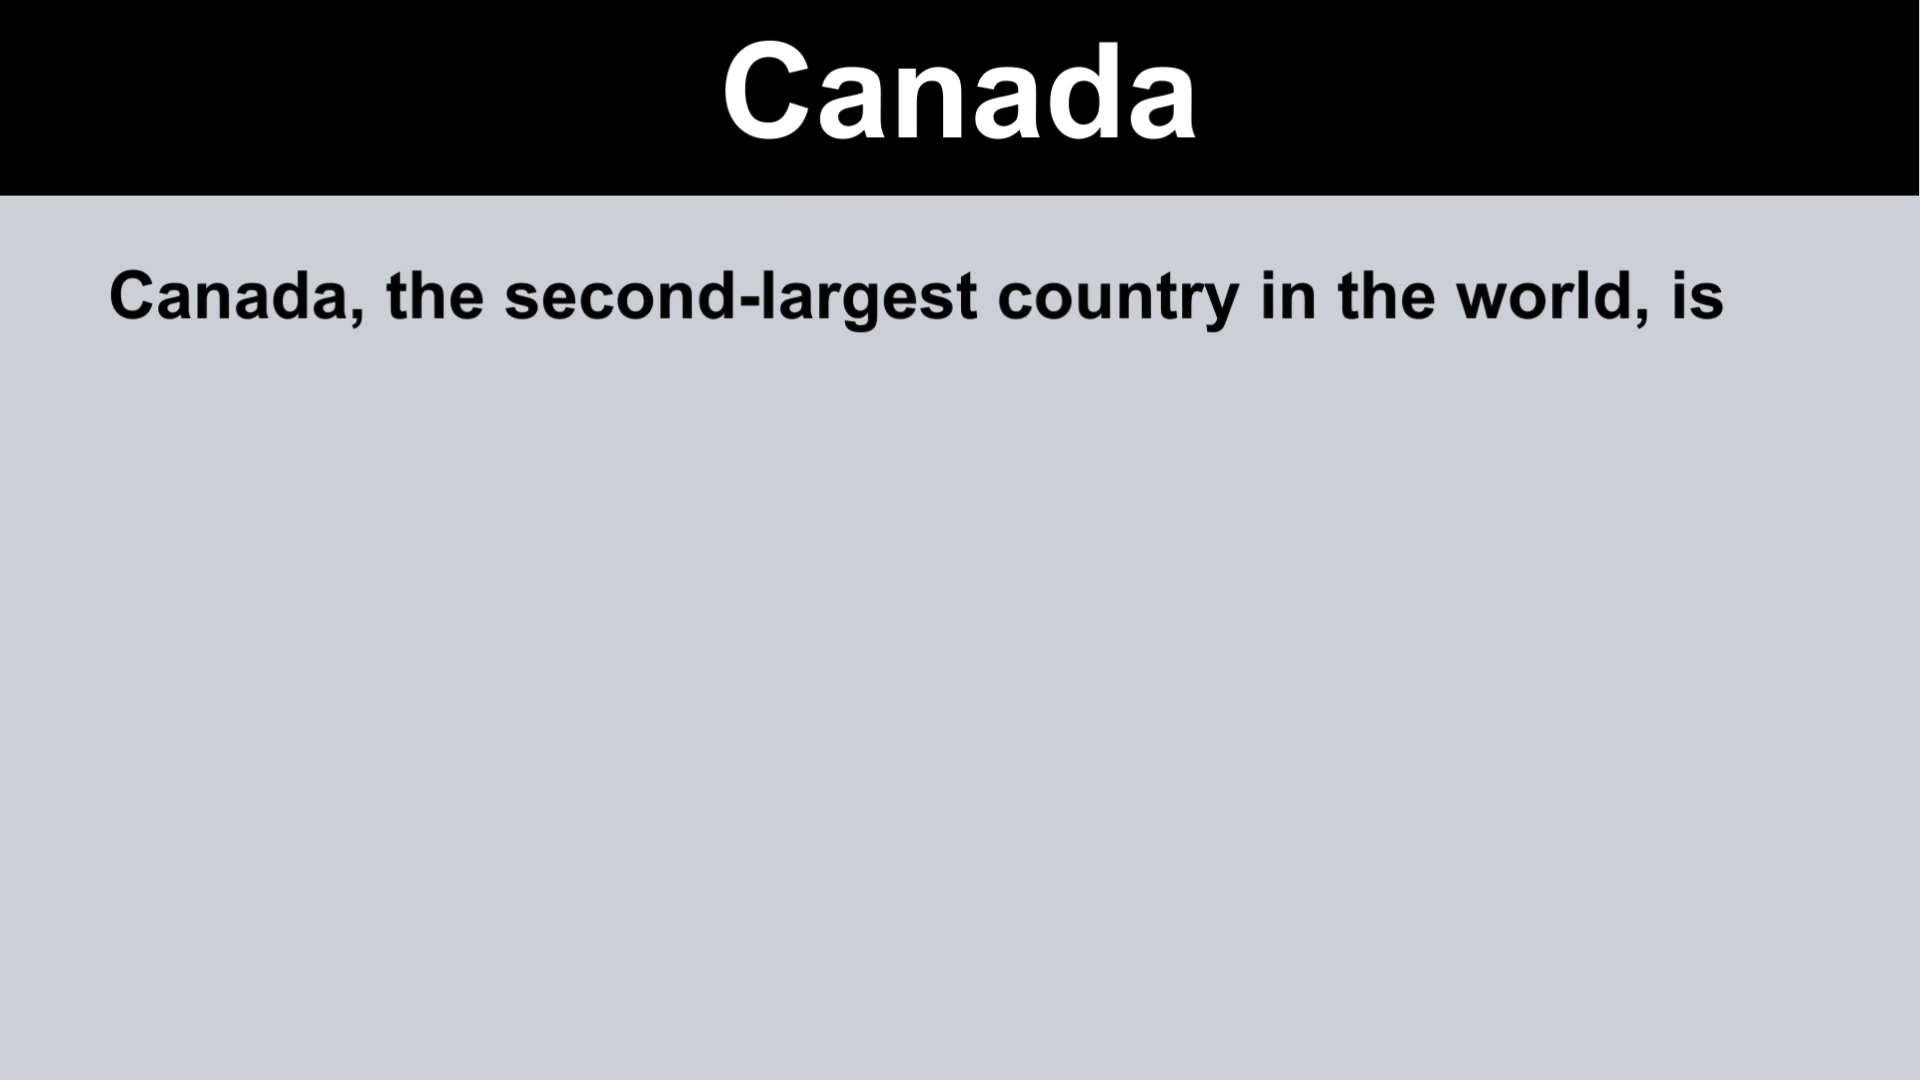 Canada
Canada, the second-largest country in the world, is